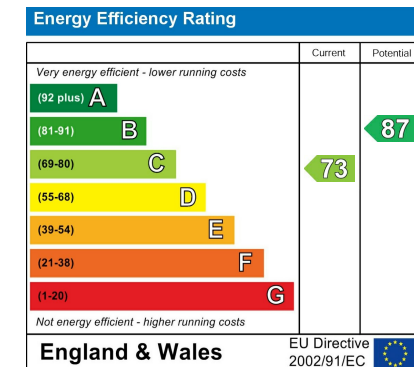 Energy Efficiency Rating
Current Potential
Very energy efficient - lower running costs
(92 plus) A
(81-91) B
87
(69-80) C
73
(55-68) D
(39-54) E
(21-38) F
(1-20) G
Not energy efficient - higher running costs
England & Wales
EU Directive
2002/91/EC